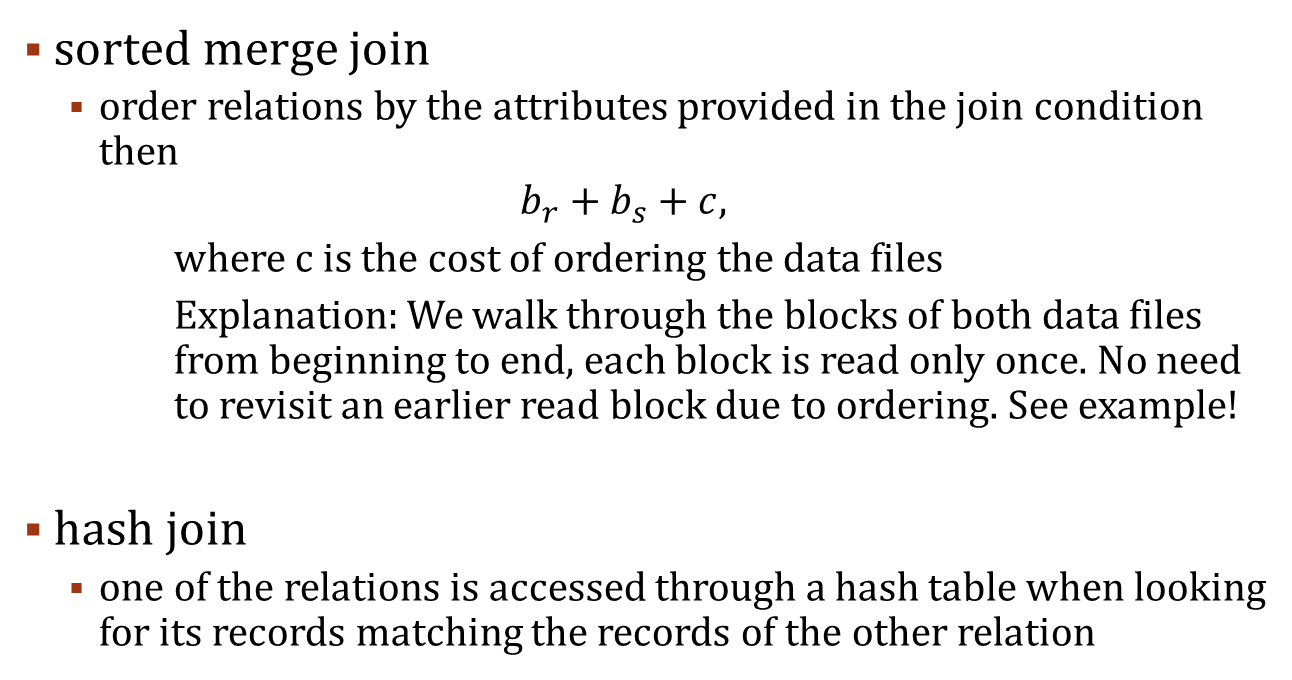 ▪ sorted merge join
▪ order relations by the attributes provided in the join condition
then
b_r + b_s + c,
where c is the cost of ordering the data files
Explanation: We walk through the blocks of both data files
from beginning to end, each block is read only once. No need
to revisit an earlier read block due to ordering. See example!
▪ hash join
▪ one of the relations is accessed through a hash table when looking
for its records matching the records of the other relation